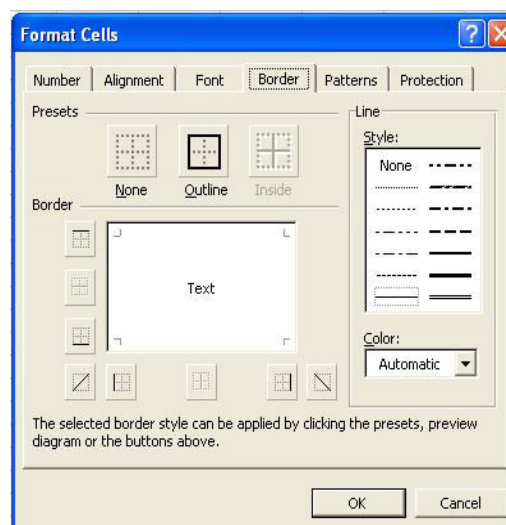 Format Cells
?
Number Alignment Font Border Patterns Protection
Presets
None Outline Inside
Border
Text
Line
Style:
None
Color:
Automatic
The selected border style can be applied by clicking the presets, preview
diagram or the buttons above.
OK Cancel